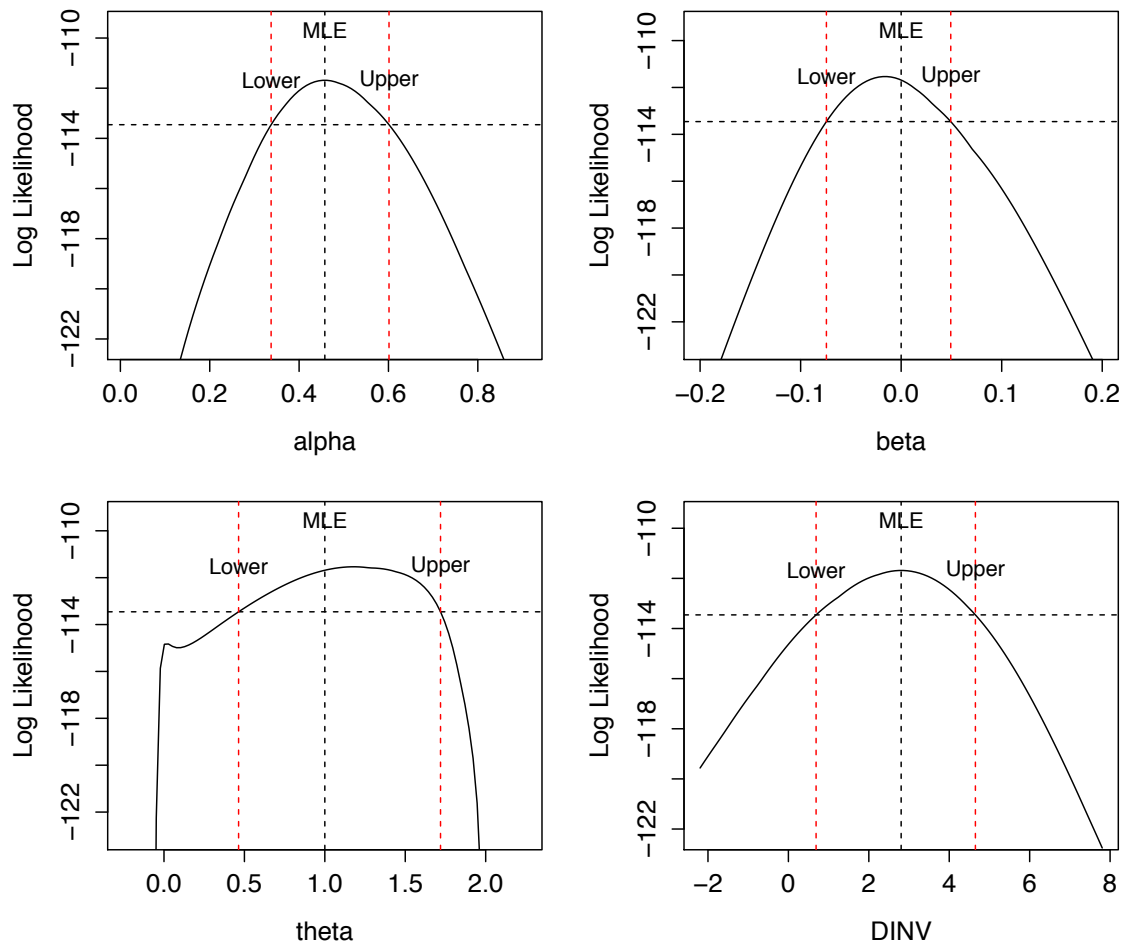 MLE
Lower
Upper
Log Likelihood
−110
−114
−118
−122
0.0 0.2 0.4 0.6 0.8
alpha
MLE
Lower
Upper
Log Likelihood
−110
−114
−118
−122
−0.2 −0.1 0.0 0.1 0.2
beta
MLE
Lower
Upper
Log Likelihood
−110
−114
−118
−122
0.0 0.5 1.0 1.5 2.0
theta
MLE
Lower
Upper
Log Likelihood
−110
−114
−118
−122
−2 0 2 4 6 8
DINV